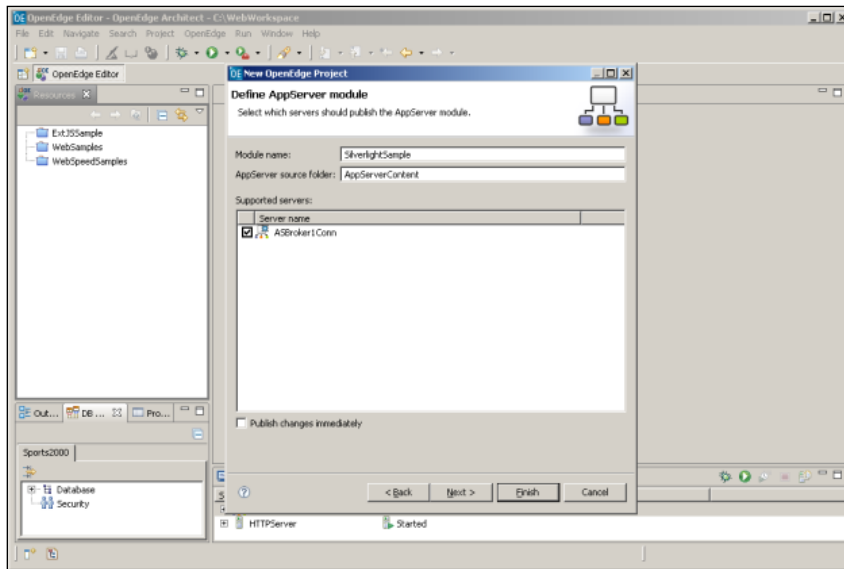 OpenEdge Editor - OpenEdge Architect - C:\WebWorkspace
File Edit Navigate Search Project OpenEdge Run Window Help
OpenEdge Editor
Resources
ExtJSSample
WebSamples
WebSpeedSamples
New OpenEdge Project
Define AppServer module
Select which servers should publish the AppServer module.
Module name: SilverlightSample
AppServer source folder: AppServerContent
Supported servers:
Server name
ASBroker1Conn
Publish changes immediately
< Back Next > Finish Cancel
Out... DB ... Pro...
Sports2000
Database
Security
HTTPServer Started